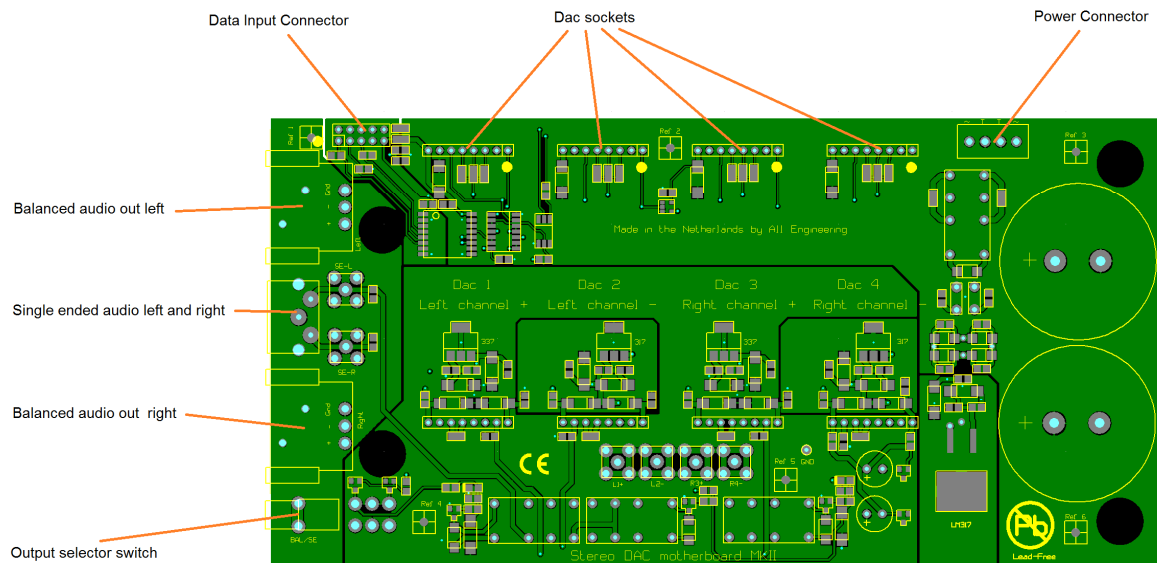 Data Input Connector
Dac sockets
Power Connector
Ref 1
Ref 2
Ref 3
~ T T ~
Balanced audio out left
Gnd
-
+
Left
Made in the Netherlands by All Engineering
SE-L
Single ended audio left and right
SE-R
Dac 1
Left channel +
Dac 2
Left channel -
Dac 3
Right channel +
Dac 4
Right channel -
337
317
337
317
+
Balanced audio out right
Gnd
-
+
Right
+
CE
L1+
L2-
R3+
R4-
Ref 5
GND
+
+
Ref 4
LM317
Pb
Lead-Free
Ref 6
BAL/SE
Output selector switch
Stereo DAC motherboard MKII